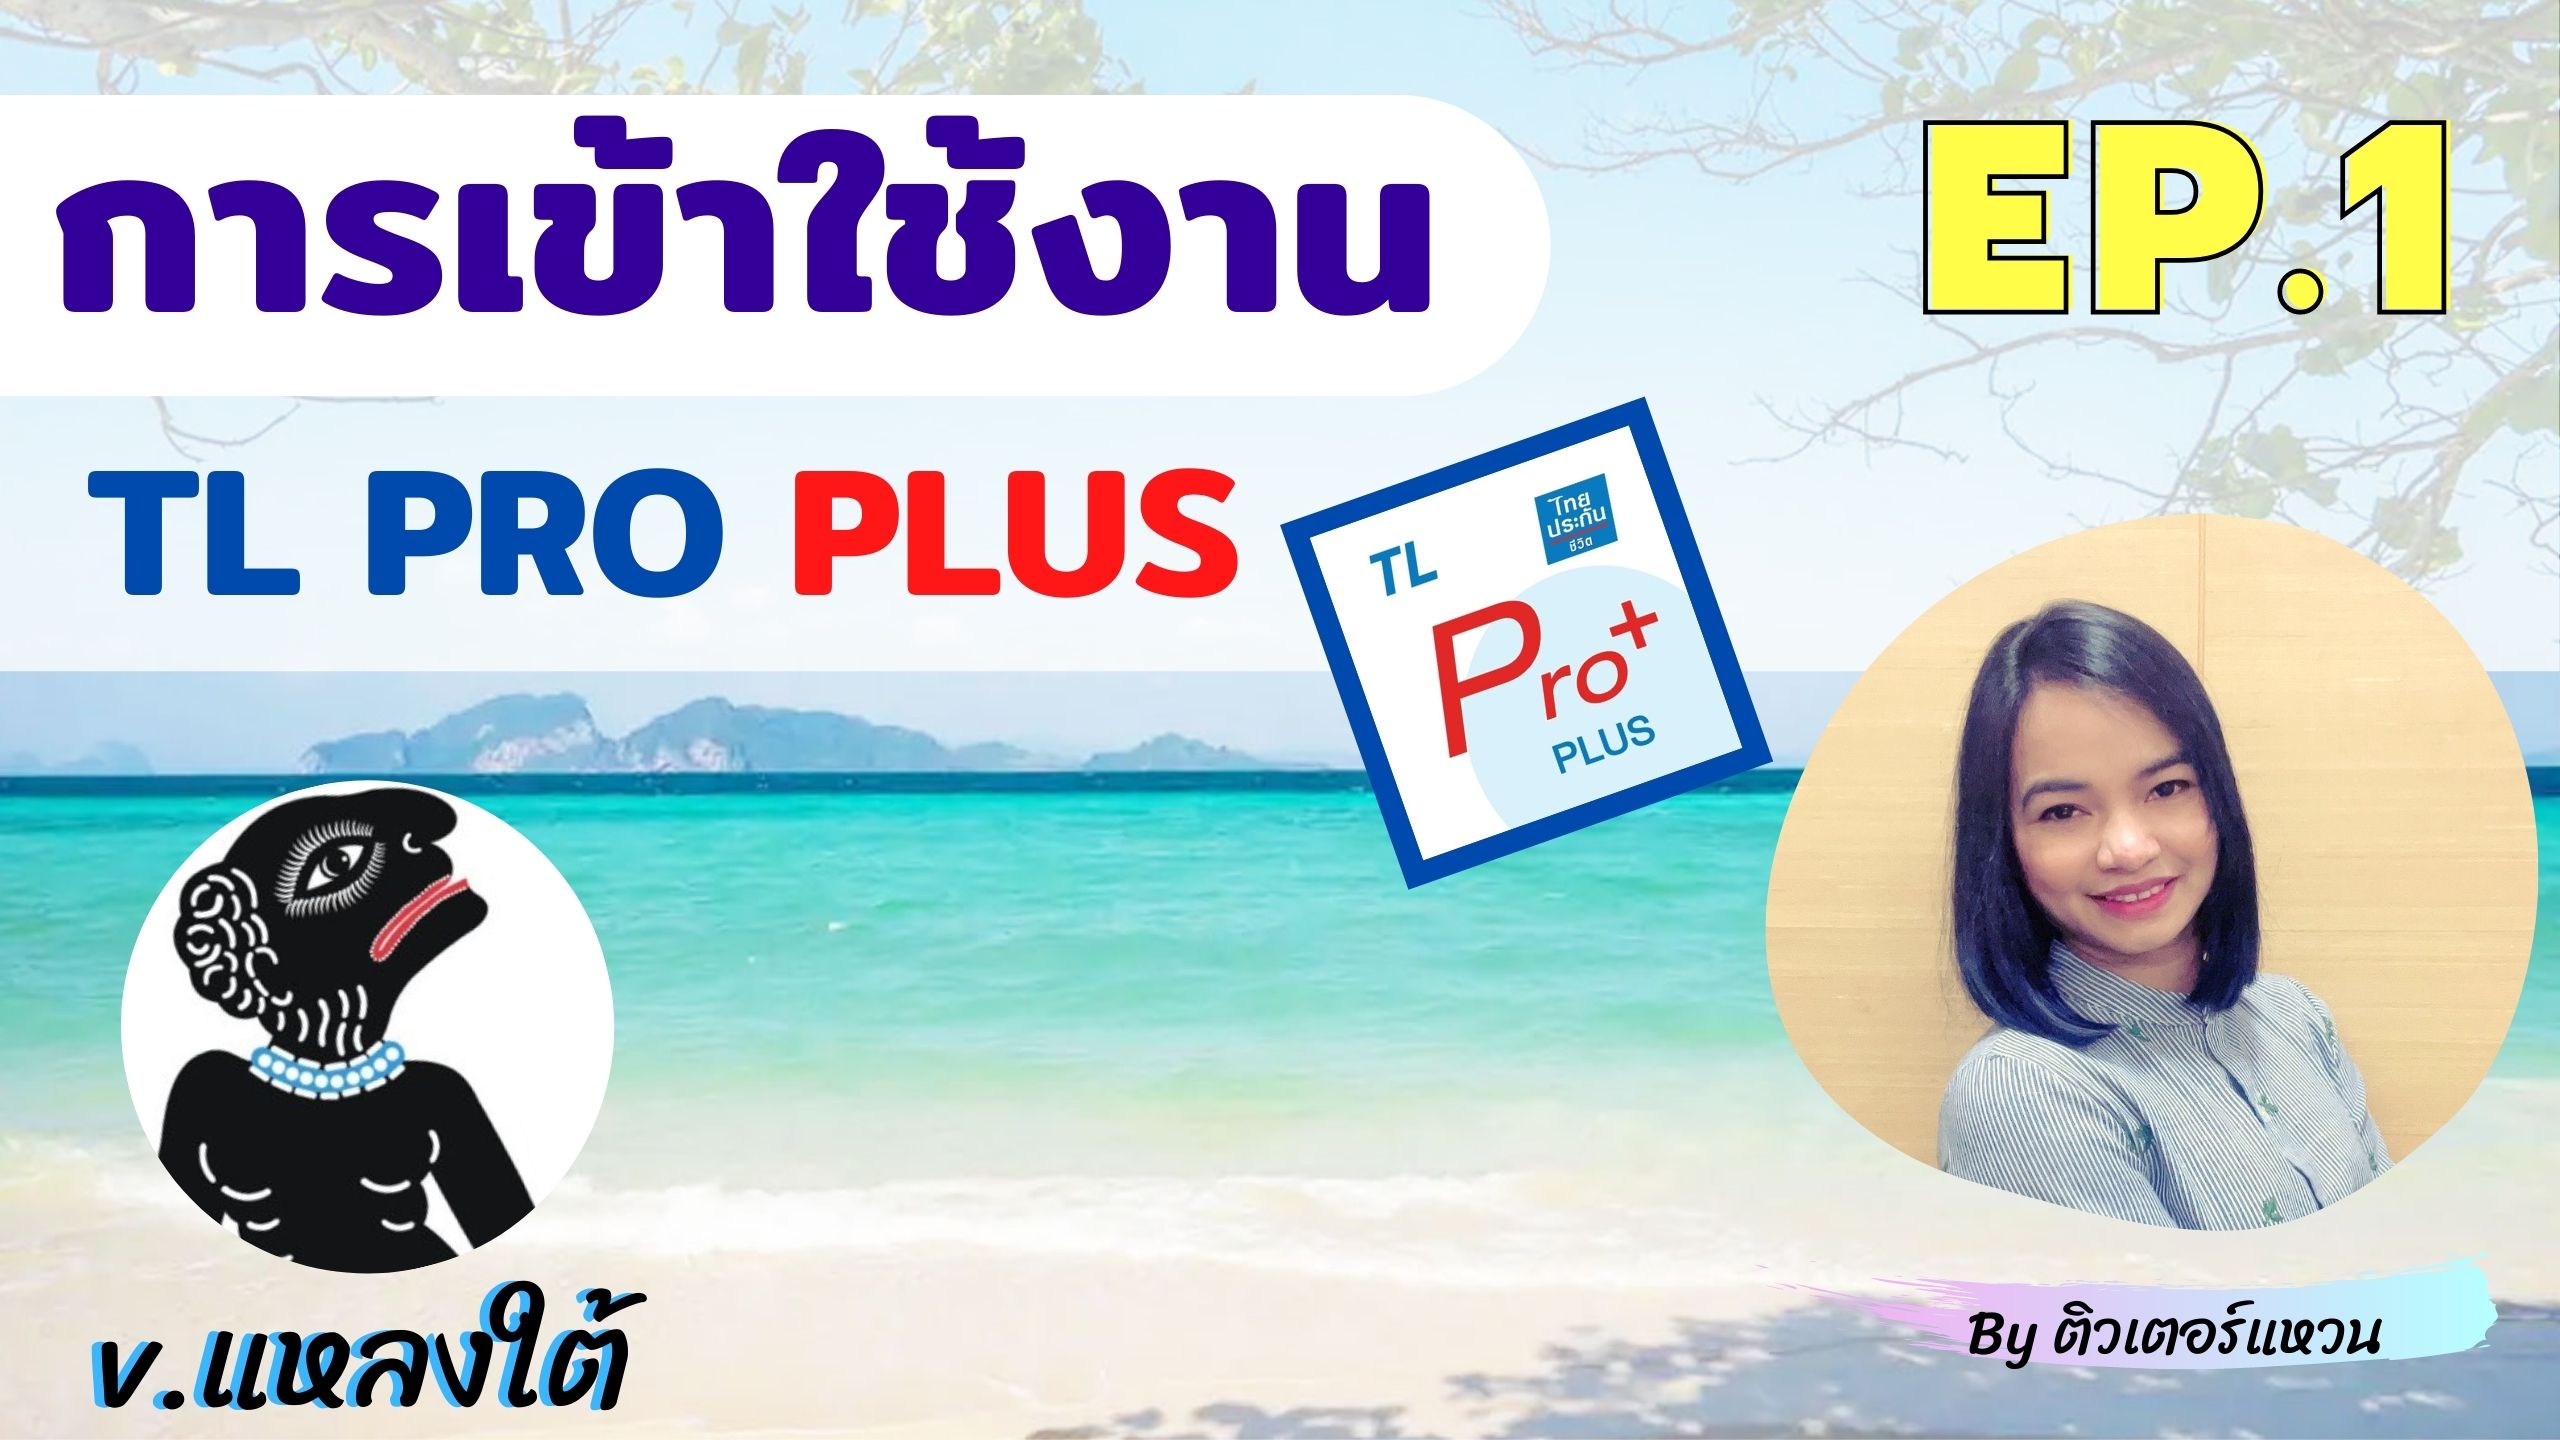 การเข้าใช้งาน
EP.1
TL PRO PLUS
TL
ไทย
ประกัน
ชีวิต
Pro+
PLUS
v.แหลงใต้
By ติวเตอร์แหวน